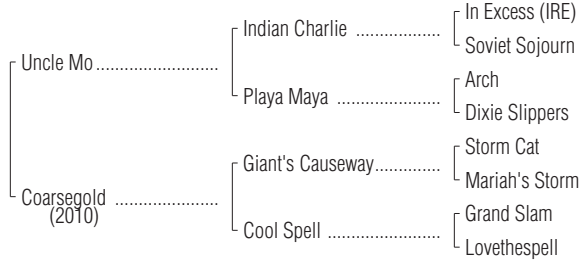 In Excess (IRE)
Indian Charlie ..................
Soviet Sojourn
Uncle Mo ..........................
Arch
Playa Maya ......................
Dixie Slippers
Storm Cat
Giant's Causeway..............
Mariah's Storm
Coarsegold ......................
(2010)
Grand Slam
Cool Spell ........................
Lovethespell